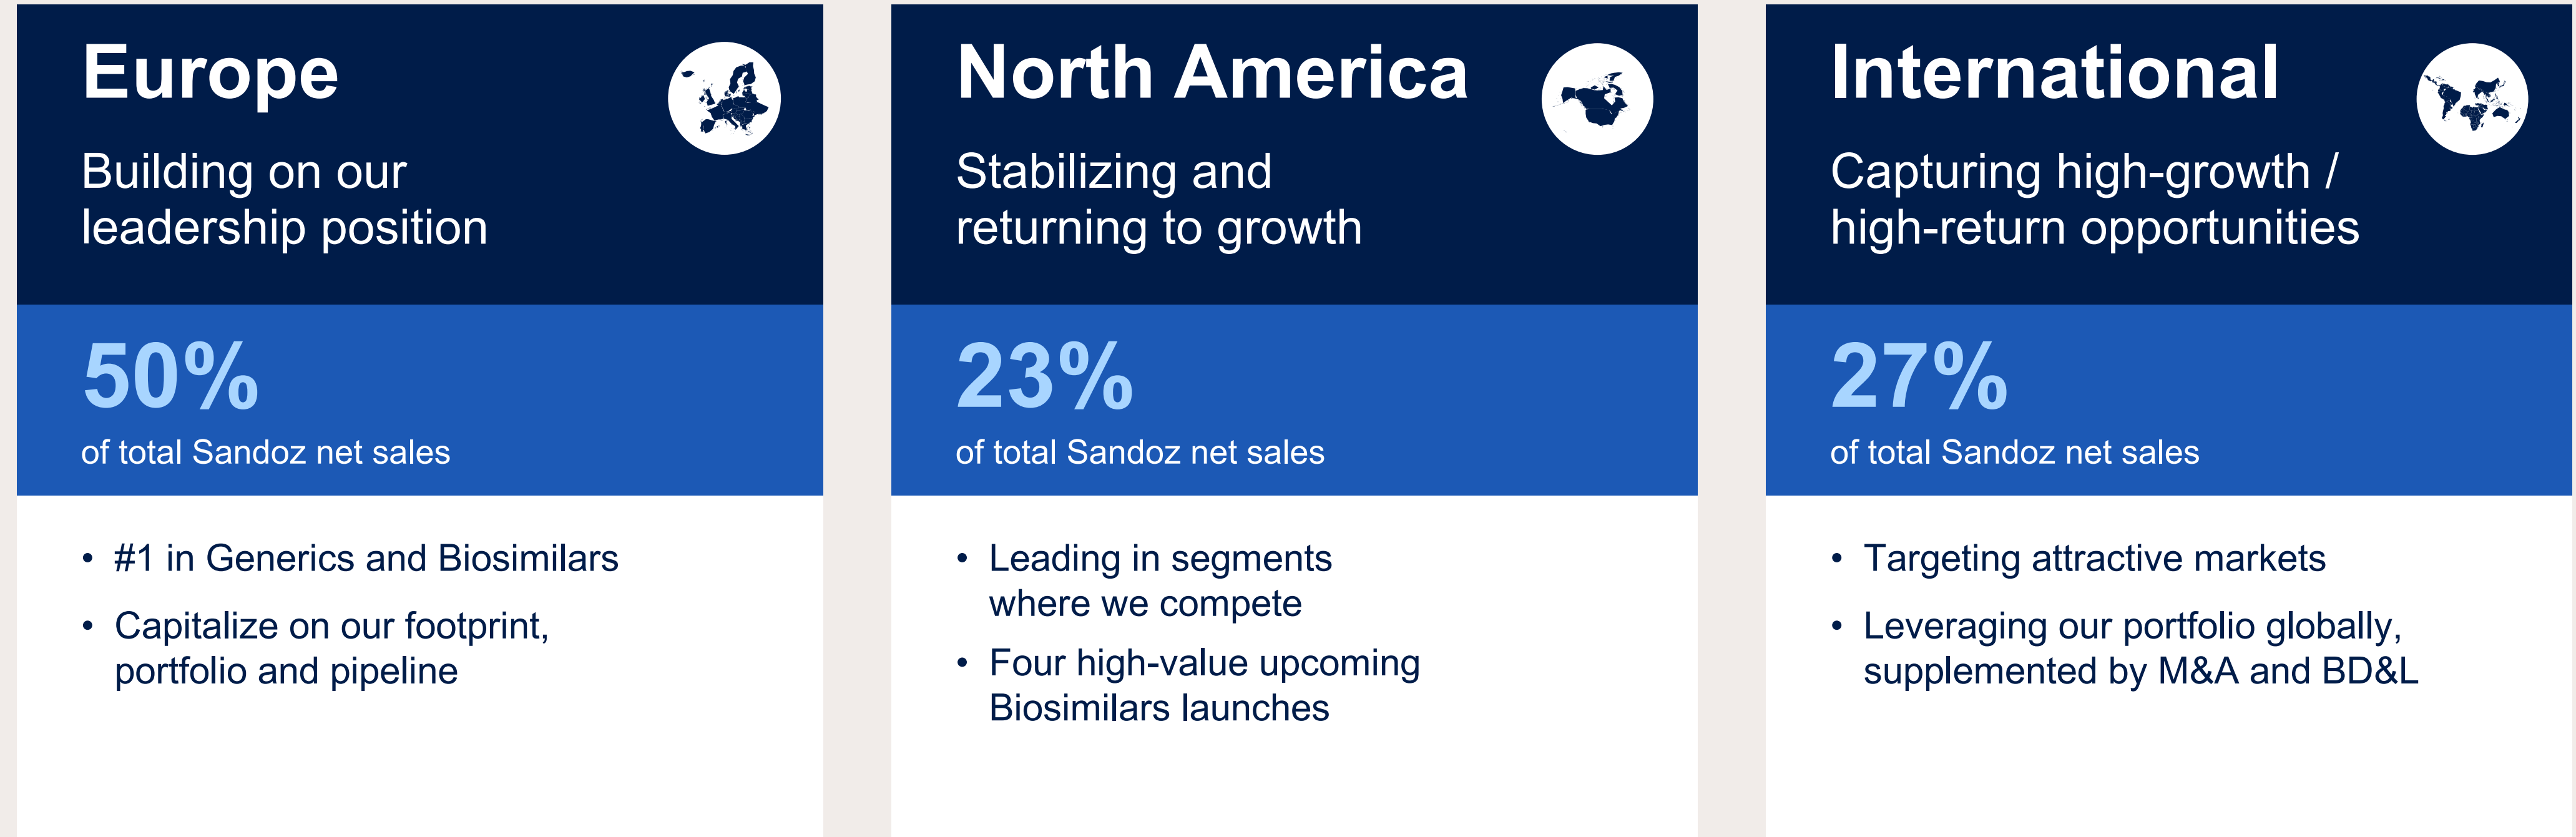 Europe
Building on our
leadership position
50%
of total Sandoz net sales
• #1 in Generics and Biosimilars
• Capitalize on our footprint,
portfolio and pipeline
North America
Stabilizing and
returning to growth
23%
of total Sandoz net sales
• Leading in segments
where we compete
• Four high-value upcoming
Biosimilars launches
International
Capturing high-growth /
high-return opportunities
27%
of total Sandoz net sales
• Targeting attractive markets
• Leveraging our portfolio globally,
supplemented by M&A and BD&L